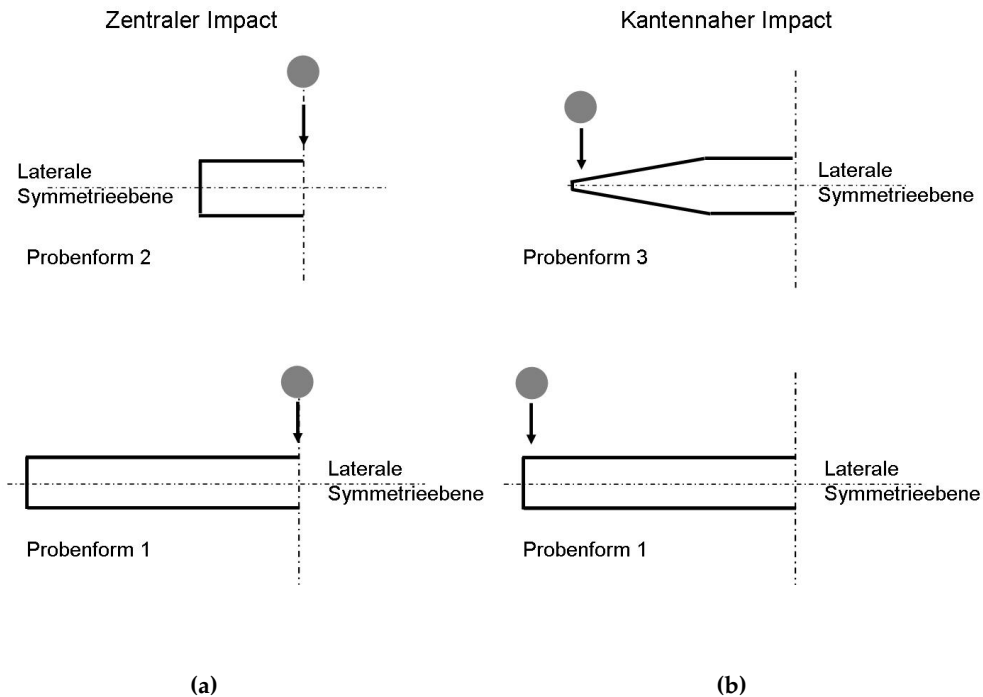 Zentraler Impact
Kantennaher Impact
Laterale
Symmetrieebene
Probenform 2
Laterale
Symmetrieebene
Probenform 3
Laterale
Symmetrieebene
Probenform 1
Laterale
Symmetrieebene
Probenform 1
(a)
(b)